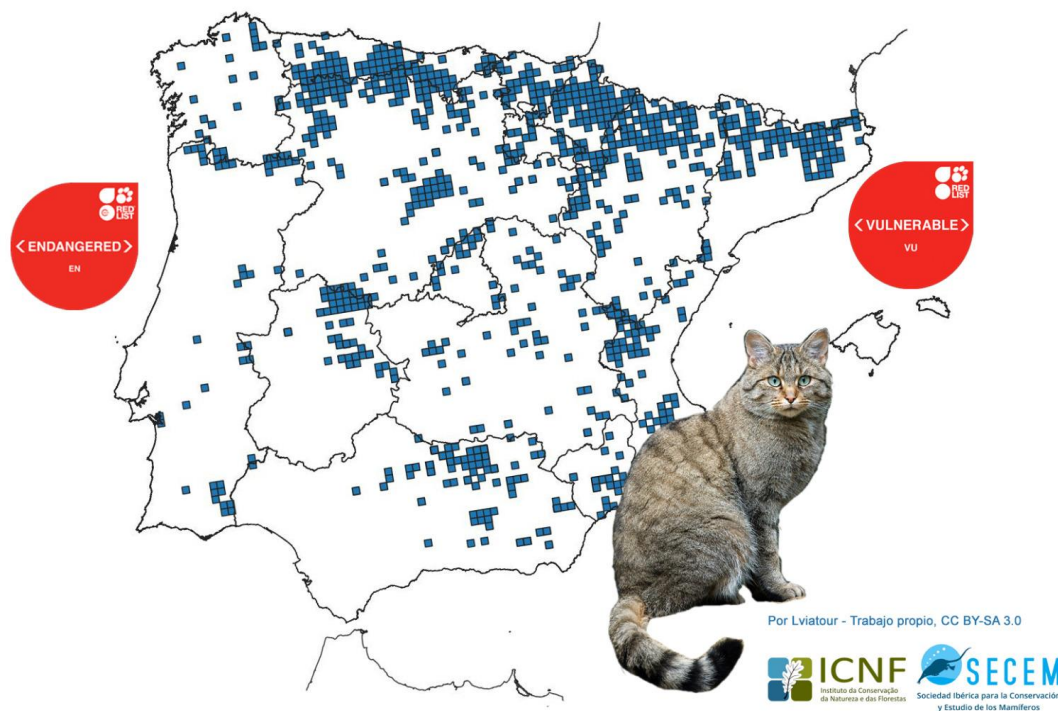 RED
LIST
< ENDANGERED >
EN
RED
LIST
< VULNERABLE >
VU
Por Lviatour - Trabajo propio, CC BY-SA 3.0
ICNF
Instituto da Conservação
da Natureza e das Florestas
SECEM
Sociedad Ibérica para la Conservación
y Estudio de los Mamíferos